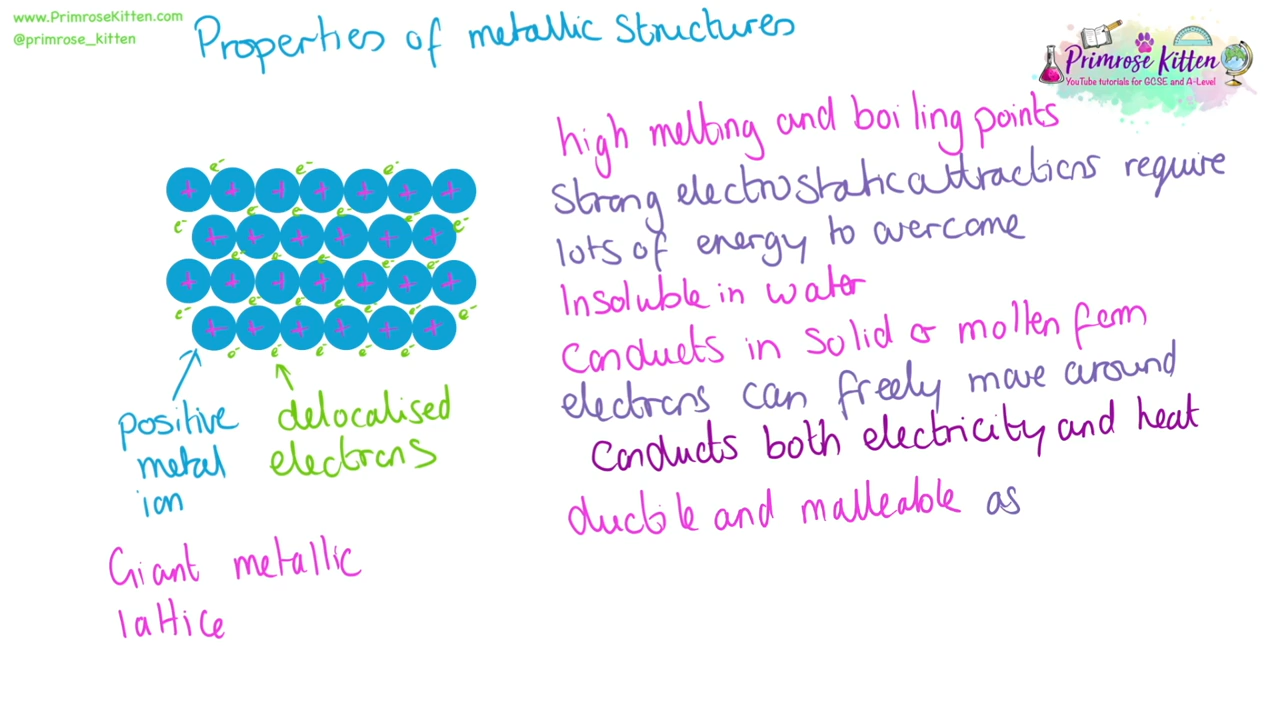 www.PrimroseKitten.com
@primrose_kitten
Properties of metallic structures
Primrose Kitten
YouTube tutorials for GCSE and A-Level
high melting and boiling points
strong electrostatic attractions require
lots of energy to overcome
Insoluble in water
conducts in solid or molten form
electrons can freely move around
conducts both electricity and heat
ductile and malleable as
e- e- e-
+ + + + + + +
e- e- e- e- e- e-
+ + + + + +
e- e- e- e- e-
+ + + + + + +
e- e- e- e- e- e- e-
+ + + + + +
e- e- e- e- e-
positive
metal
ion
delocalised
electrons
Giant metallic
lattice